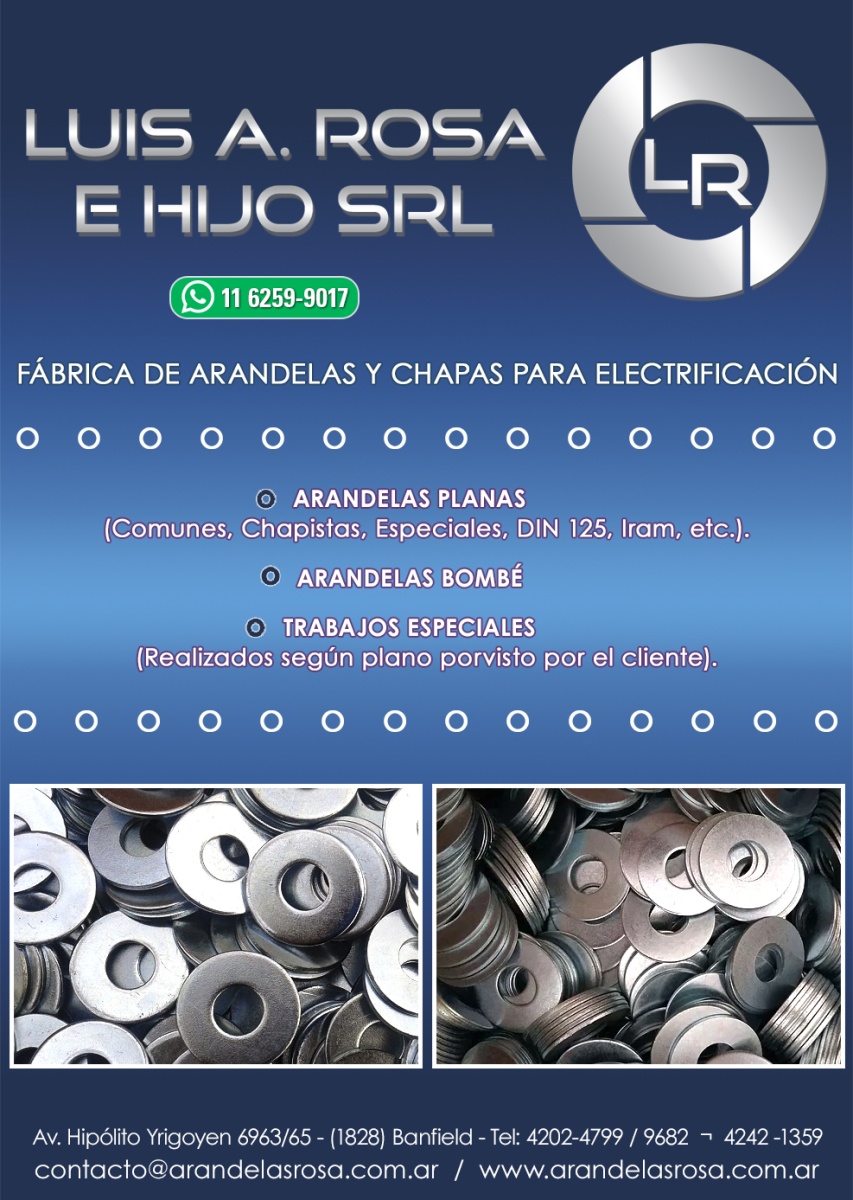 LUIS A. ROSA
E HIJO SRL
LR
11 6259-9017
FÁBRICA DE ARANDELAS Y CHAPAS PARA ELECTRIFICACIÓN
ARANDELAS PLANAS
(Comunes, Chapistas, Especiales, DIN 125, Iram, etc.).
ARANDELAS BOMBÉ
TRABAJOS ESPECIALES
(Realizados según plano porvisto por el cliente).
Av. Hipólito Yrigoyen 6963/65 - (1828) Banfield - Tel: 4202-4799 / 9682 ¬ 4242 -1359
contacto@arandelasrosa.com.ar / www.arandelasrosa.com.ar